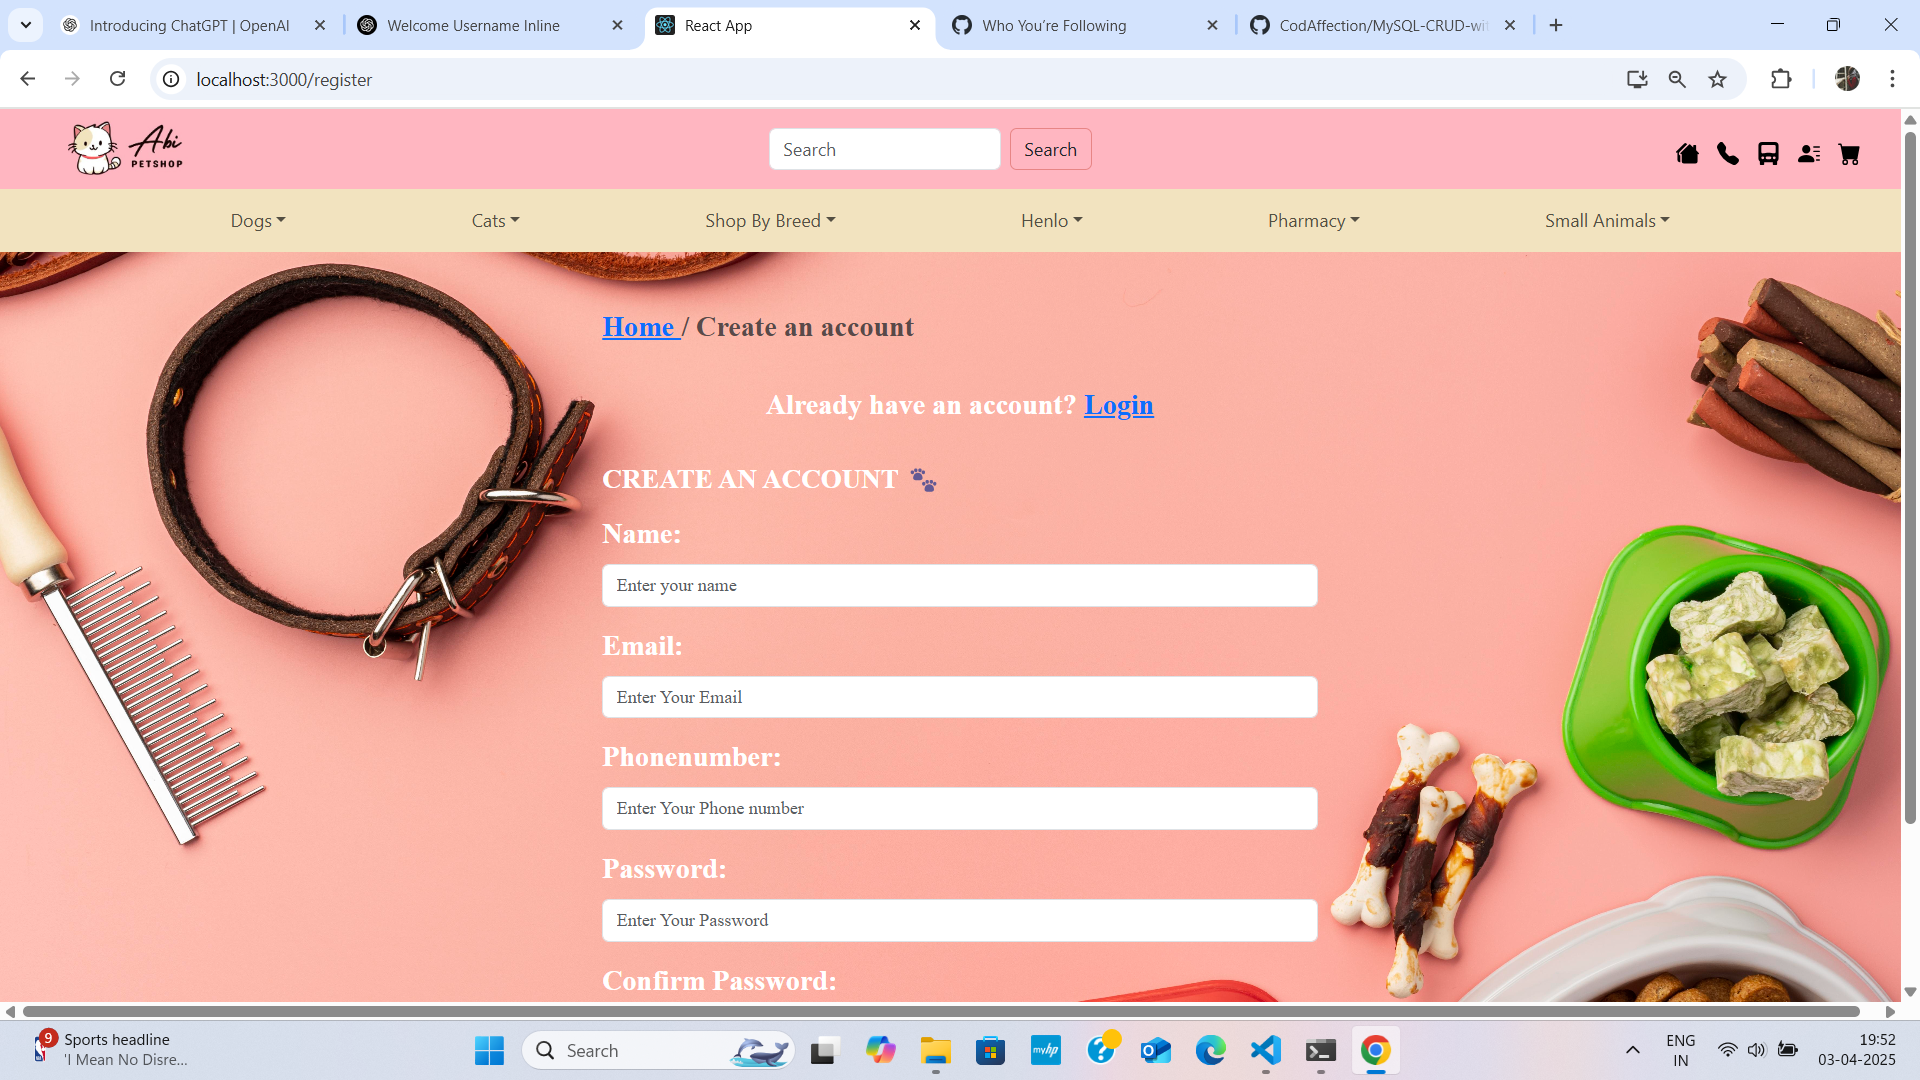 Introducing ChatGPT | OpenAI
Welcome Username Inline
React App
Who You're Following
CodAffection/MySQL-CRUD-wit
localhost:3000/register
Abi
PETSHOP
Search
Search
Dogs
Cats
Shop By Breed
Henlo
Pharmacy
Small Animals
Home / Create an account
Already have an account? Login
CREATE AN ACCOUNT
Name:
Enter your name
Email:
Enter Your Email
Phonenumber:
Enter Your Phone number
Password:
Enter Your Password
Confirm Password:
9
Sports headline
'I Mean No Disre...
Search
myhp
ENG
IN
19:52
03-04-2025